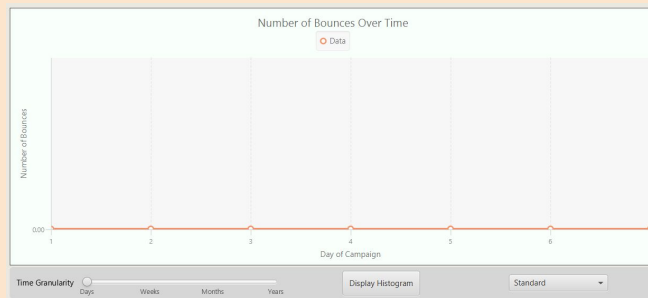 Number of Bounces Over Time
Data
Number of Bounces
0.00
1 2 3 4 5 6
Day of Campaign
Time Granularity
Days Weeks Months Years
Display Histogram
Standard